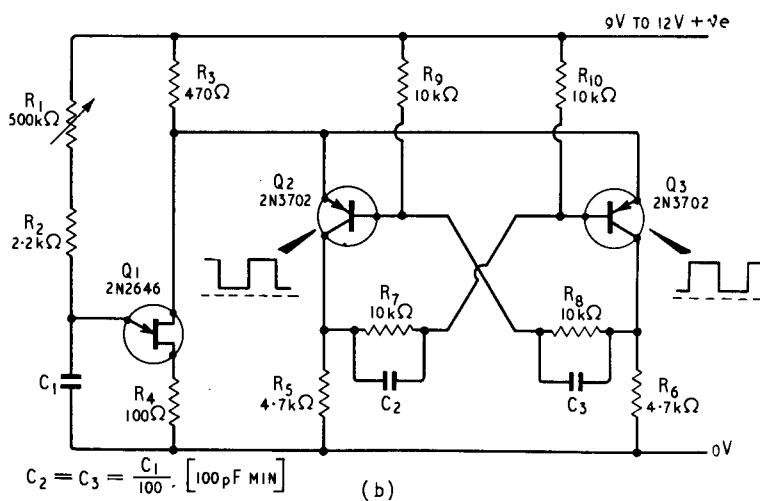 9V TO 12V + Ve
R1
500kΩ
R2
2·2kΩ
C1
R3
470Ω
Q1
2N2646
R4
100Ω
R9
10kΩ
R10
10kΩ
Q2
2N3702
Q3
2N3702
R7
10kΩ
C2
R8
10kΩ
C3
R5
4·7kΩ
R6
4·7kΩ
0V
C2 = C3 = C1/100. [100pF MIN]
(b)